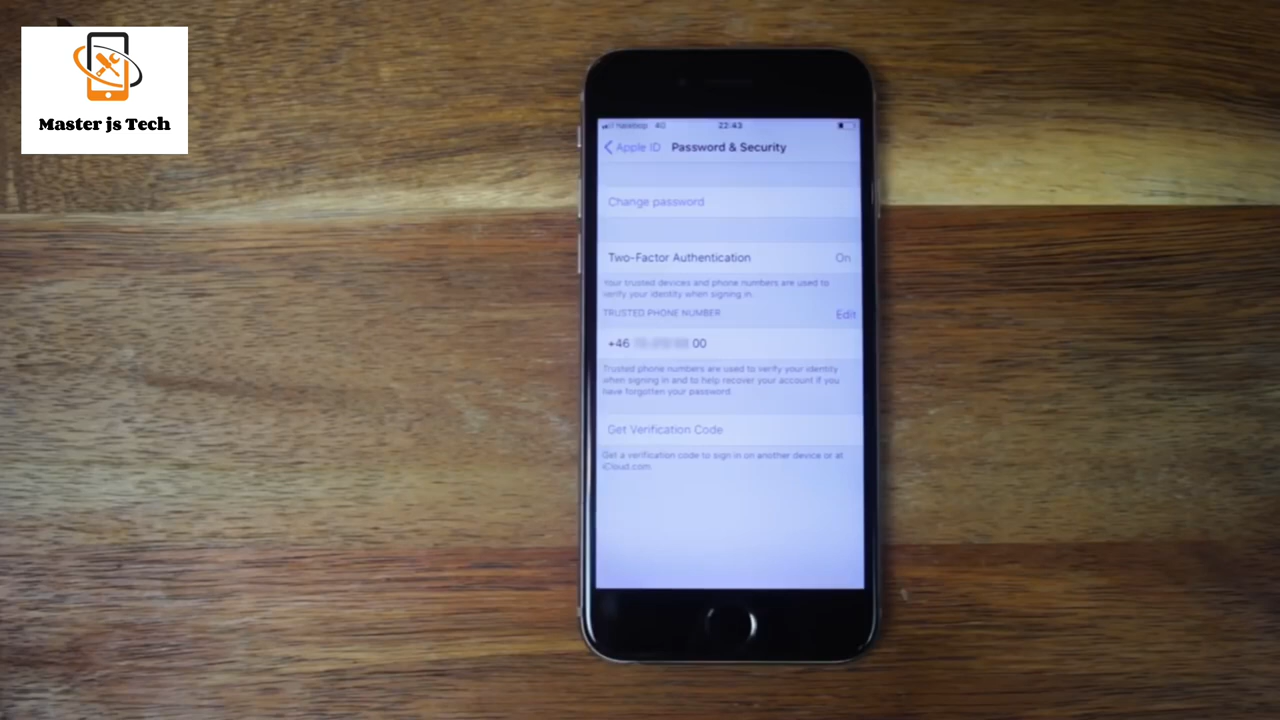 Master js Tech
4G 22:43
Apple ID Password & Security
Change password
Two-Factor Authentication On
Your trusted devices and phone numbers are used to
verify your identity when signing in.
TRUSTED PHONE NUMBER Edit
+46 00
Trusted phone numbers are used to verify your identity
when signing in and to help recover your account if you
have forgotten your password.
Get Verification Code
Get a verification code to sign in on another device or at
iCloud.com